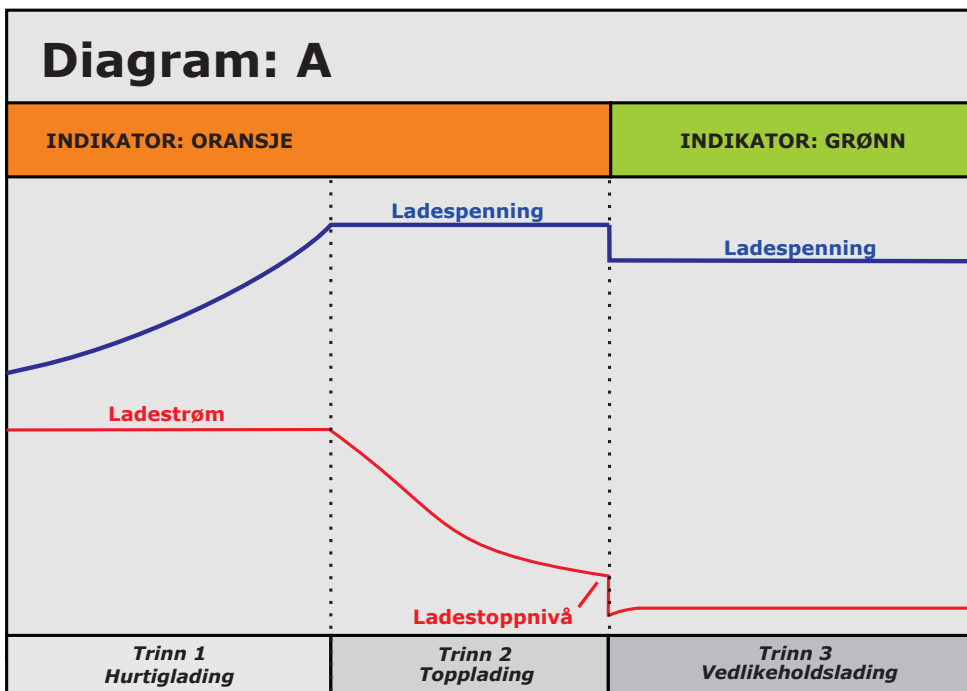 Diagram: A
INDIKATOR: ORANSJE
INDIKATOR: GRØNN
Ladespenning
Ladespenning
Ladestrøm
Ladestoppnivå
Trinn 1
Hurtiglading
Trinn 2
Topplading
Trinn 3
Vedlikeholdslading